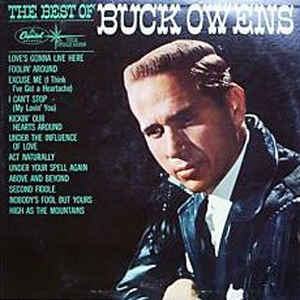 THE BEST OF BUCK OWENS
Capitol
LOVE'S GONNA LIVE HERE
FOOLIN' AROUND
EXCUSE ME (I Think
I've Got a Heartache)
I CAN'T STOP -
(My Lovin' You)
KICKIN' OUR
HEARTS AROUND
UNDER THE INFLUENCE
OF LOVE
ACT NATURALLY
UNDER YOUR SPELL AGAIN
ABOVE AND BEYOND
SECOND FIDDLE
NOBODY'S FOOL BUT YOURS
HIGH AS THE MOUNTAINS